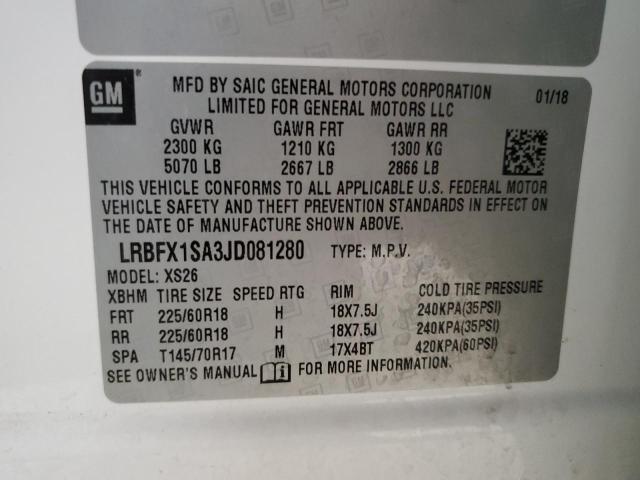 GM ®
MFD BY SAIC GENERAL MOTORS CORPORATION
LIMITED FOR GENERAL MOTORS LLC
01/18
GVWR GAWR FRT GAWR RR
2300 KG 1210 KG 1300 KG
5070 LB 2667 LB 2866 LB
THIS VEHICLE CONFORMS TO ALL APPLICABLE U.S. FEDERAL MOTOR
VEHICLE SAFETY AND THEFT PREVENTION STANDARDS IN EFFECT ON
THE DATE OF MANUFACTURE SHOWN ABOVE.
LRBFX1SA3JD081280 TYPE: M.P.V.
MODEL: XS26
XBHM TIRE SIZE SPEED RTG RIM COLD TIRE PRESSURE
FRT 225/60R18 H 18X7.5J 240KPA(35PSI)
RR 225/60R18 H 18X7.5J 240KPA(35PSI)
SPA T145/70R17 M 17X4BT 420KPA(60PSI)
SEE OWNER'S MANUAL i FOR MORE INFORMATION.